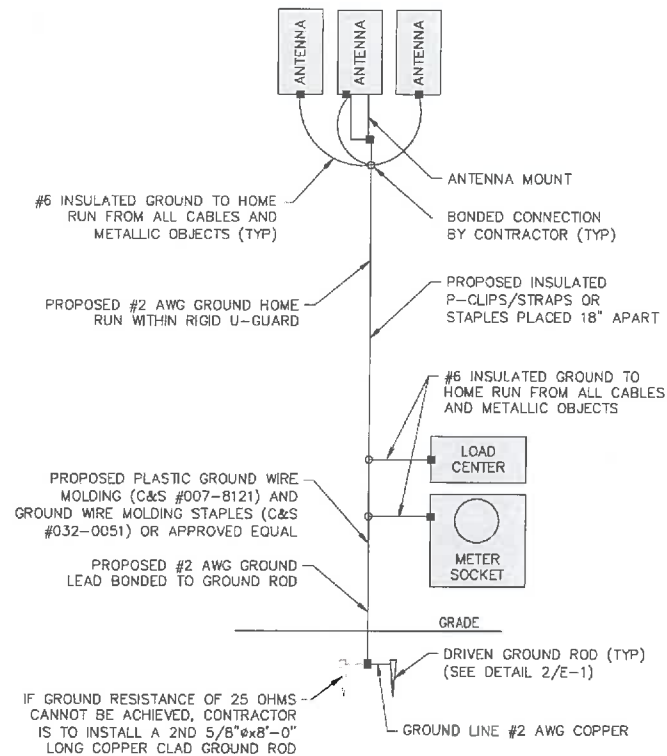 ANTENNA
ANTENNA
ANTENNA
ANTENNA MOUNT
#6 INSULATED GROUND TO HOME
RUN FROM ALL CABLES AND
METALLIC OBJECTS (TYP)
BONDED CONNECTION
BY CONTRACTOR (TYP)
PROPOSED #2 AWG GROUND HOME
RUN WITHIN RIGID U-GUARD
PROPOSED INSULATED
P-CLIPS/STRAPS OR
STAPLES PLACED 18" APART
#6 INSULATED GROUND TO
HOME RUN FROM ALL CABLES
AND METALLIC OBJECTS
LOAD
CENTER
PROPOSED PLASTIC GROUND WIRE
MOLDING (C&S #007-8121) AND
GROUND WIRE MOLDING STAPLES (C&S
#032-0051) OR APPROVED EQUAL
METER
SOCKET
PROPOSED #2 AWG GROUND
LEAD BONDED TO GROUND ROD
GRADE
DRIVEN GROUND ROD (TYP)
(SEE DETAIL 2/E-1)
IF GROUND RESISTANCE OF 25 OHMS
CANNOT BE ACHIEVED, CONTRACTOR
IS TO INSTALL A 2ND 5/8"øx8'-0"
LONG COPPER CLAD GROUND ROD
GROUND LINE #2 AWG COPPER